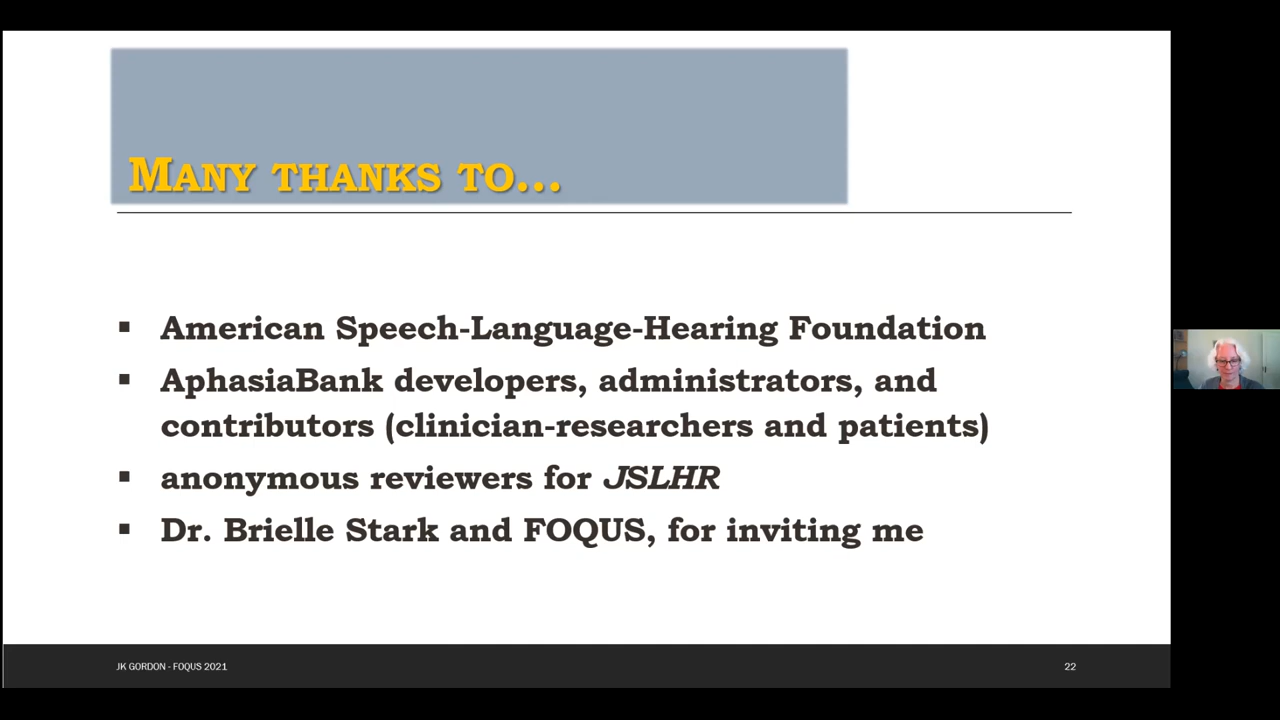 MANY THANKS TO...
▪ American Speech-Language-Hearing Foundation
▪ AphasiaBank developers, administrators, and
contributors (clinician-researchers and patients)
▪ anonymous reviewers for JSLHR
▪ Dr. Brielle Stark and FOQUS, for inviting me
JK GORDON - FOQUS 2021
22